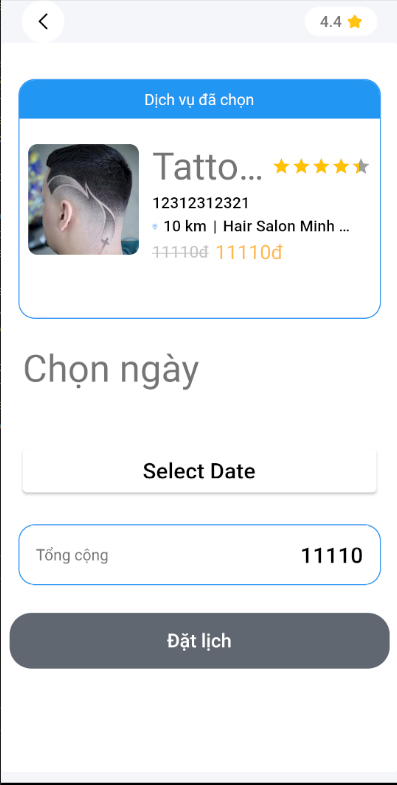 4.4
Dịch vụ đã chọn
Tatto...
12312312321
10 km | Hair Salon Minh ...
11110đ 11110đ
Chọn ngày
Select Date
Tổng cộng 11110
Đặt lịch